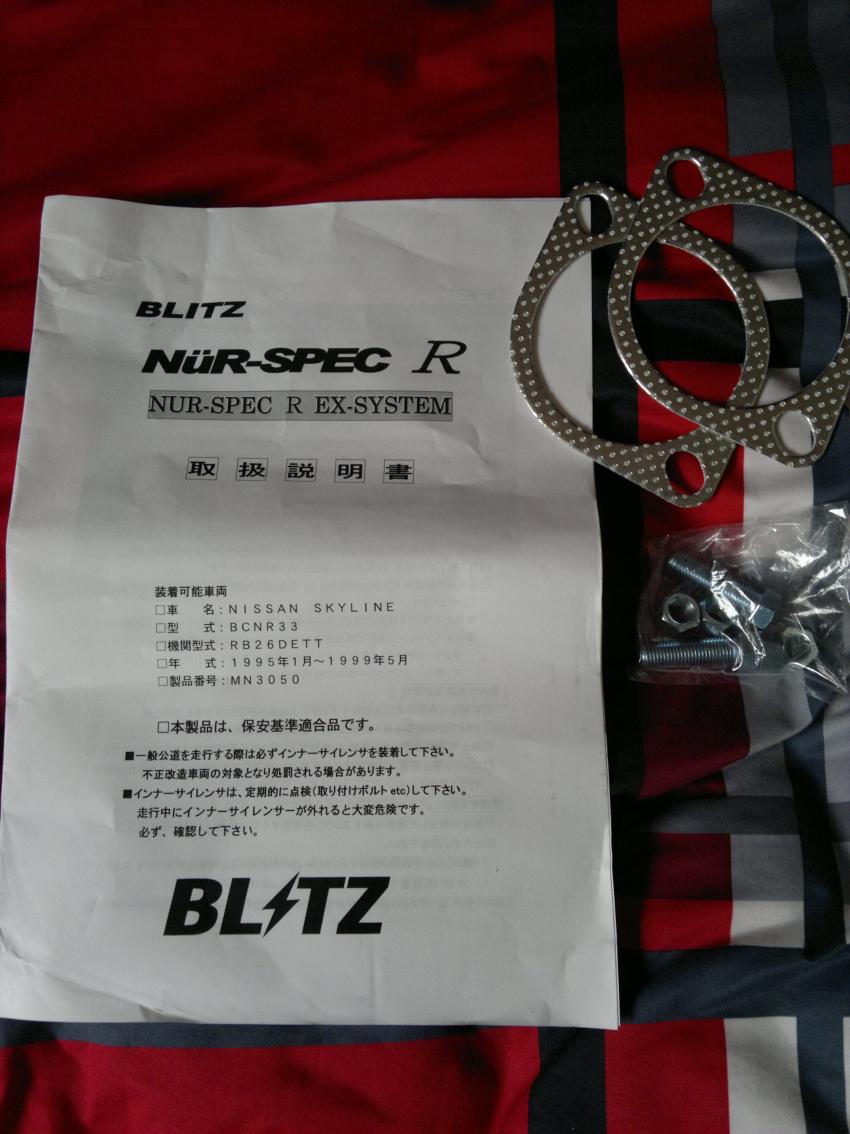 BLITZ
NüR-SPEC R
NUR-SPEC R EX-SYSTEM
取扱説明書
装着可能車両
□車　名：NISSAN SKYLINE
□型　式：BCNR33
□機関型式：RB26DETT
□年　式：1995年1月～1999年5月
□製品番号：MN3050
□本製品は、保安基準適合品です。
■一般公道を走行する際は必ずインナーサイレンサを装着して下さい。
不正改造車両の対象となり処罰される場合があります。
■インナーサイレンサは、定期的に点検(取り付けボルトetc)して下さい。
走行中にインナーサイレンサーが外れると大変危険です。
必ず、確認して下さい。
BLITZ